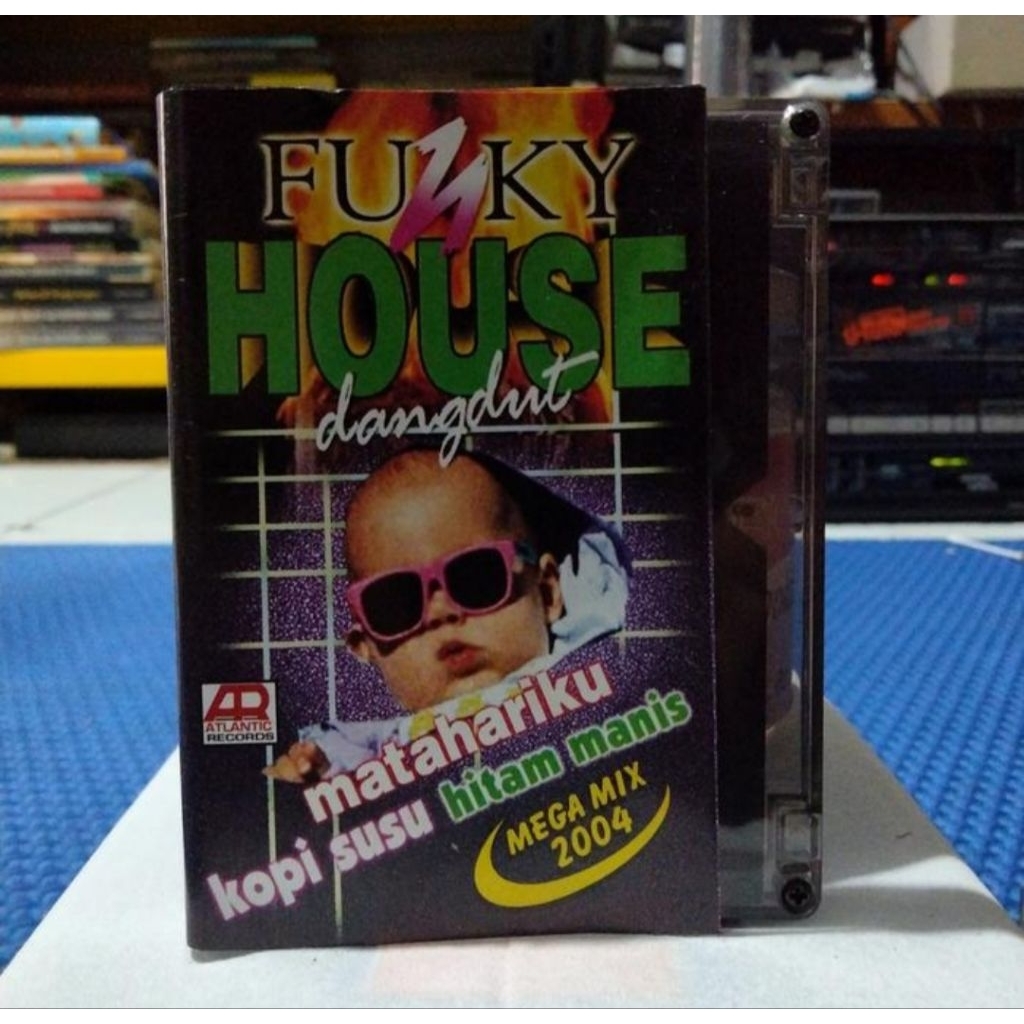 FUNKY
HOUSE
dangdut
matahariku
kopi susu hitam manis
MEGA MIX
2004
AR
ATLANTIC
RECORDS